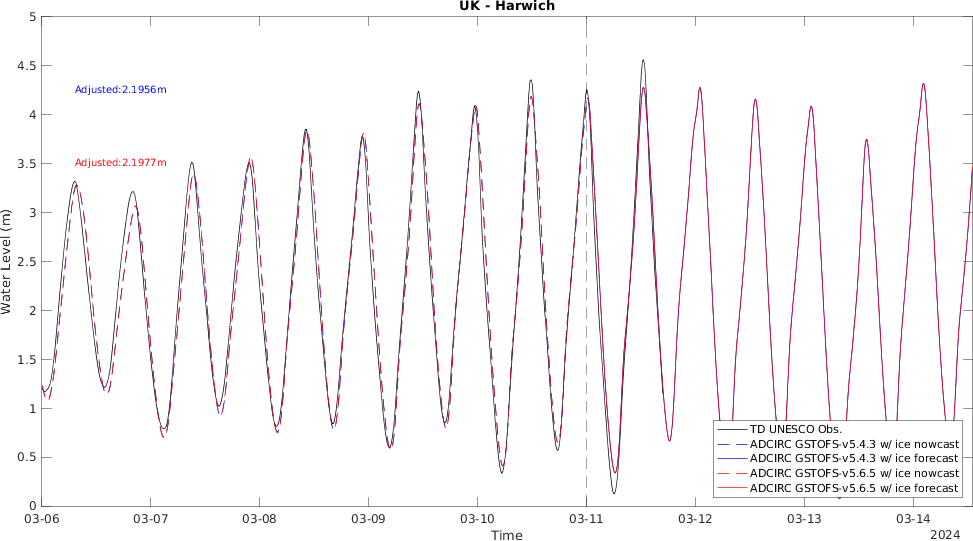 UK - Harwich
5
4.5
4
3.5
3
2.5
2
1.5
1
0.5
0
Water Level (m)
Adjusted:2.1956m
Adjusted:2.1977m
TD UNESCO Obs.
ADCIRC GSTOFS-v5.4.3 w/ ice nowcast
ADCIRC GSTOFS-v5.4.3 w/ ice forecast
ADCIRC GSTOFS-v5.6.5 w/ ice nowcast
ADCIRC GSTOFS-v5.6.5 w/ ice forecast
03-06 03-07 03-08 03-09 03-10 03-11 03-12 03-13 03-14
Time
2024